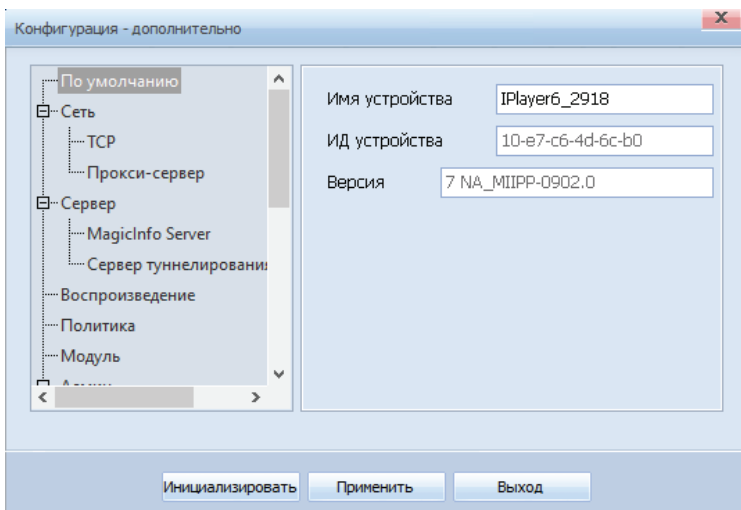 Конфигурация - дополнительно
По умолчанию
Сеть
TCP
Прокси-сервер
Сервер
MagicInfo Server
Сервер туннелировани
Воспроизведение
Политика
Модуль
Имя устройства IPlayer6_2918
ИД устройства 10-e7-c6-4d-6c-b0
Версия 7 NA_MIIPP-0902.0
Инициализировать Применить Выход